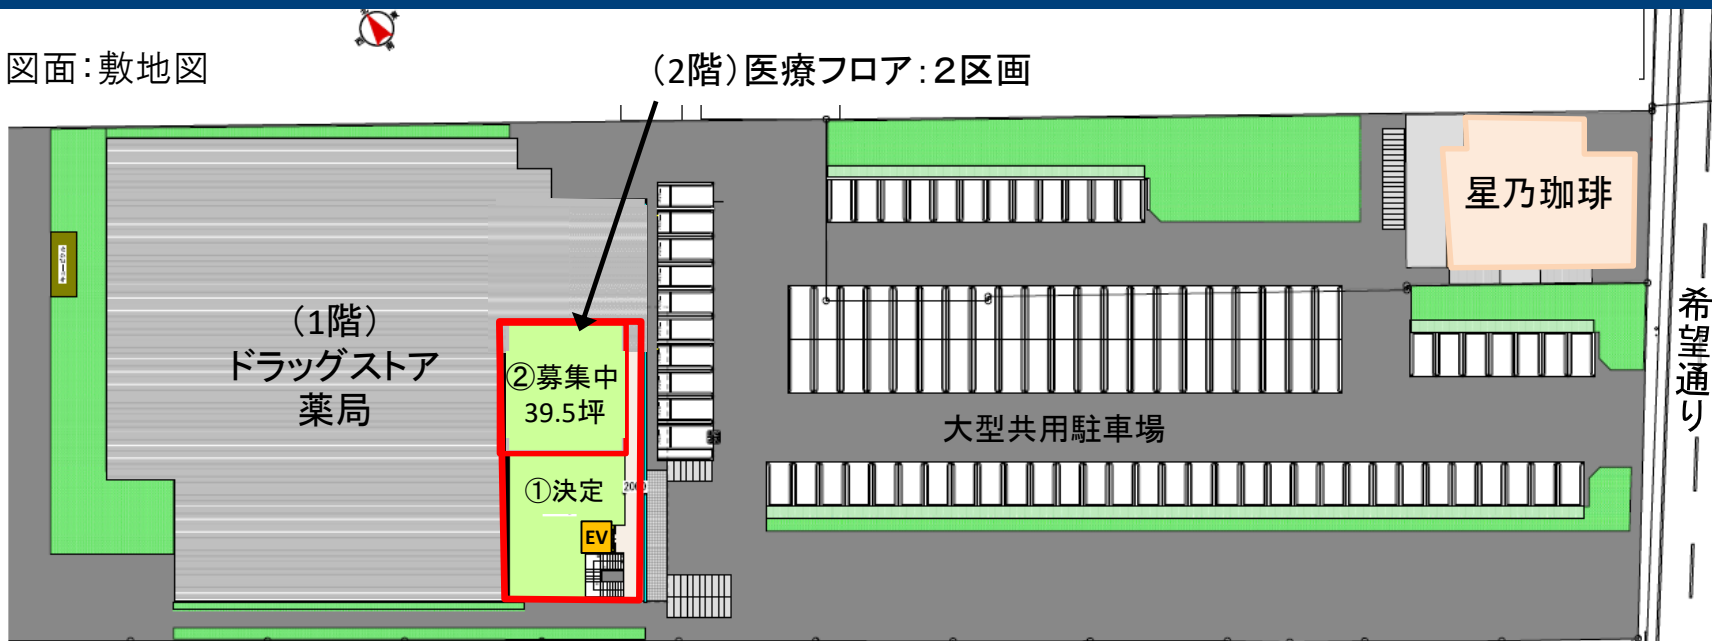 図面：敷地図
（2階）医療フロア：２区画
星乃珈琲
希望通り
（1階）
ドラッグストア
薬局
②募集中
39.5坪
大型共用駐車場
①決定
EV